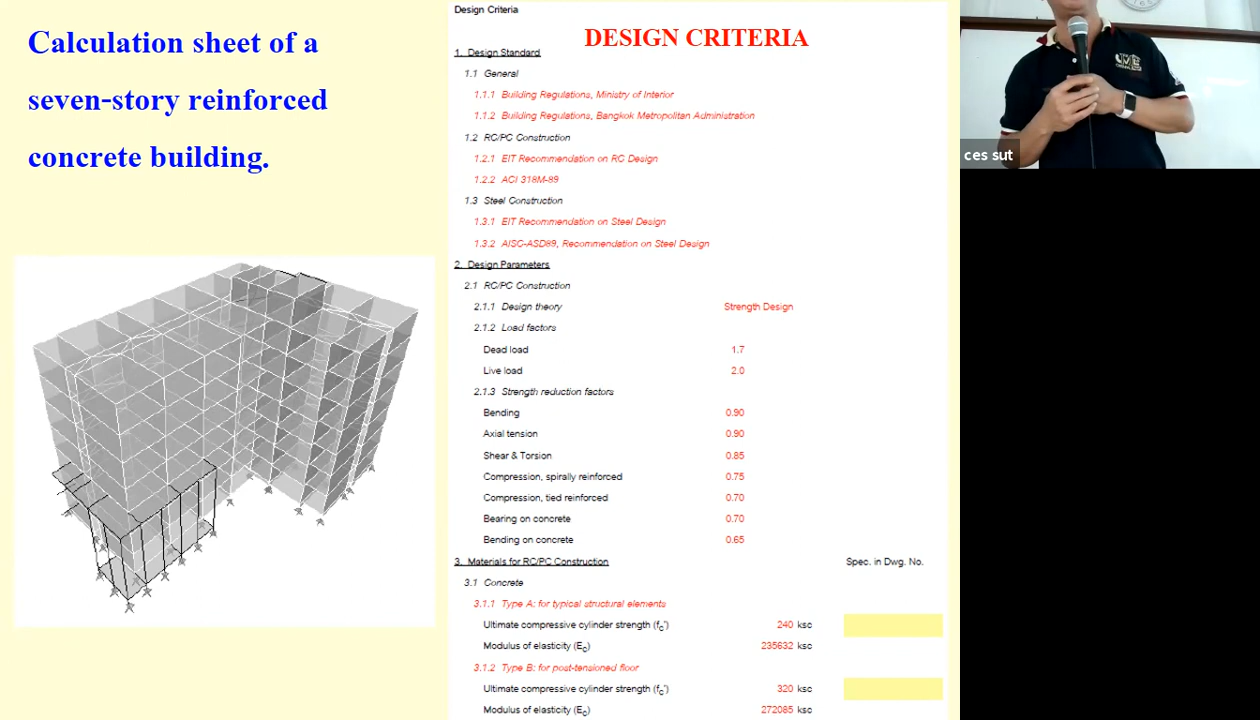 Calculation sheet of a
seven-story reinforced
concrete building.
Design Criteria
DESIGN CRITERIA
1. Design Standard
1.1 General
1.1.1 Building Regulations, Ministry of Interior
1.1.2 Building Regulations, Bangkok Metropolitan Administration
1.2 RC/PC Construction
1.2.1 EIT Recommendation on RC Design
1.2.2 ACI 318M-89
1.3 Steel Construction
1.3.1 EIT Recommendation on Steel Design
1.3.2 AISC-ASD89, Recommendation on Steel Design
2. Design Parameters
2.1 RC/PC Construction
2.1.1 Design theory Strength Design
2.1.2 Load factors
Dead load 1.7
Live load 2.0
2.1.3 Strength reduction factors
Bending 0.90
Axial tension 0.90
Shear & Torsion 0.85
Compression, spirally reinforced 0.75
Compression, tied reinforced 0.70
Bearing on concrete 0.70
Bending on concrete 0.65
3. Materials for RC/PC Construction Spec. in Dwg. No.
3.1 Concrete
3.1.1 Type A: for typical structural elements
Ultimate compressive cylinder strength (fc') 240 ksc
Modulus of elasticity (Ec) 235632 ksc
3.1.2 Type B: for post-tensioned floor
Ultimate compressive cylinder strength (fc') 320 ksc
Modulus of elasticity (Ec) 272085 ksc
ces sut